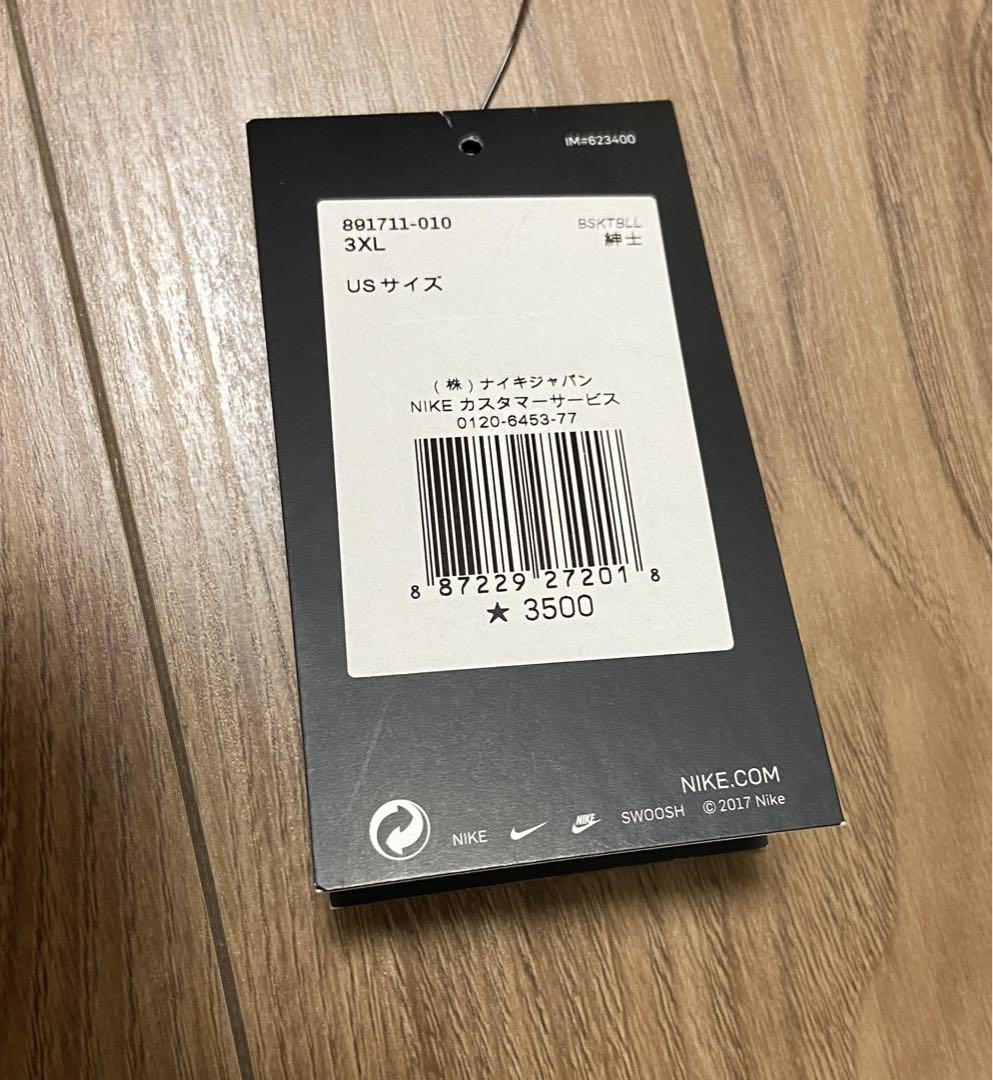 IM#623400
891711-010
BSKTBLL
3XL
紳士
USサイズ
(株)ナイキジャパン
NIKE カスタマーサービス
0120-6453-77
8 87229 27201 8
★ 3500
NIKE.COM
NIKE NIKE SWOOSH ©2017 Nike